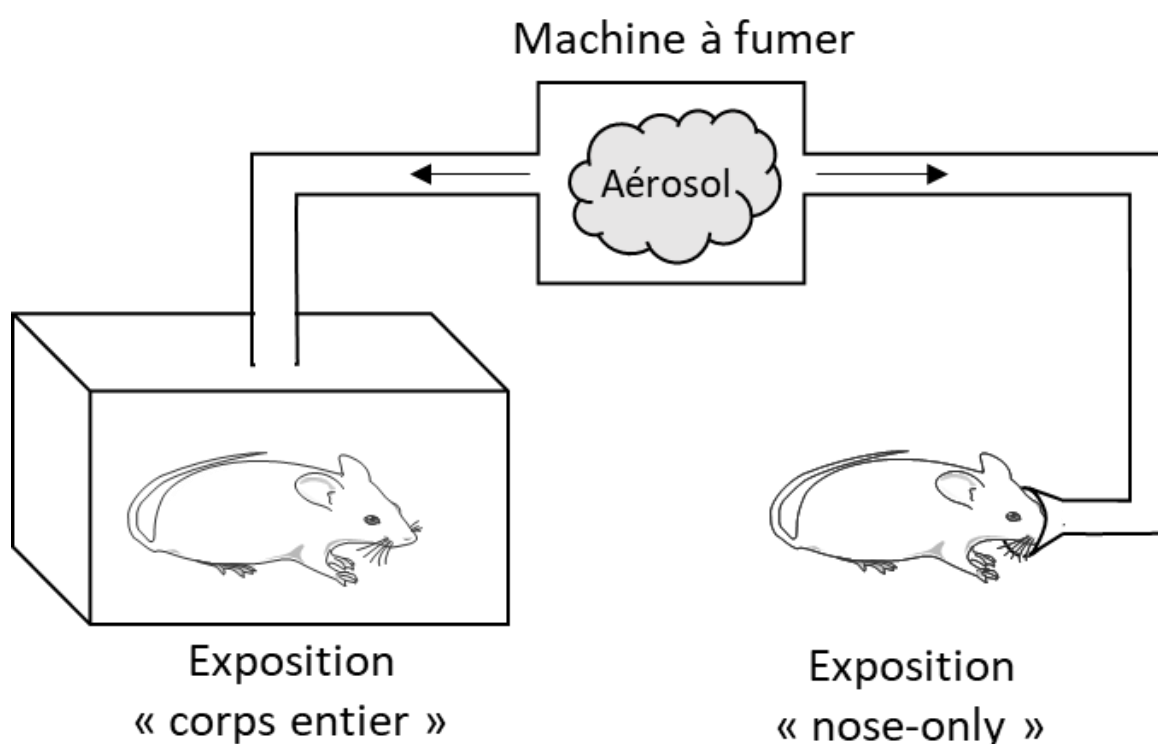 Machine à fumer
Aérosol
Exposition
« corps entier »
Exposition
« nose-only »